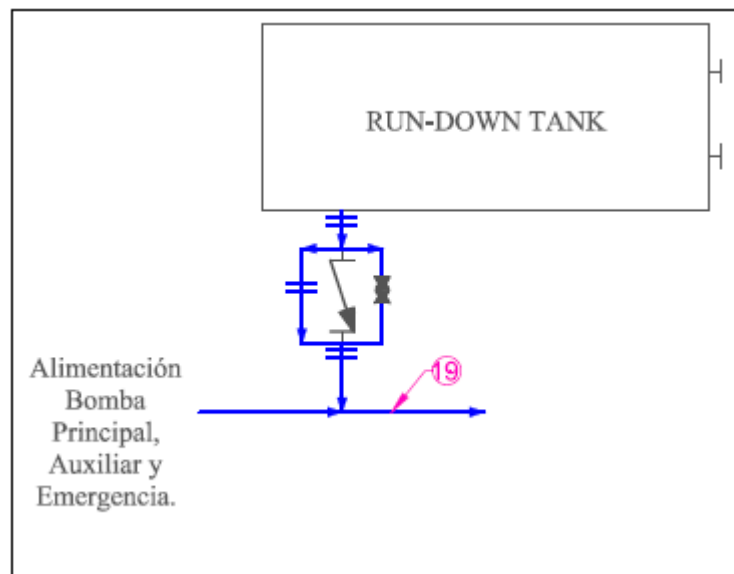 RUN-DOWN TANK
19
Alimentación
Bomba
Principal,
Auxiliar y
Emergencia.